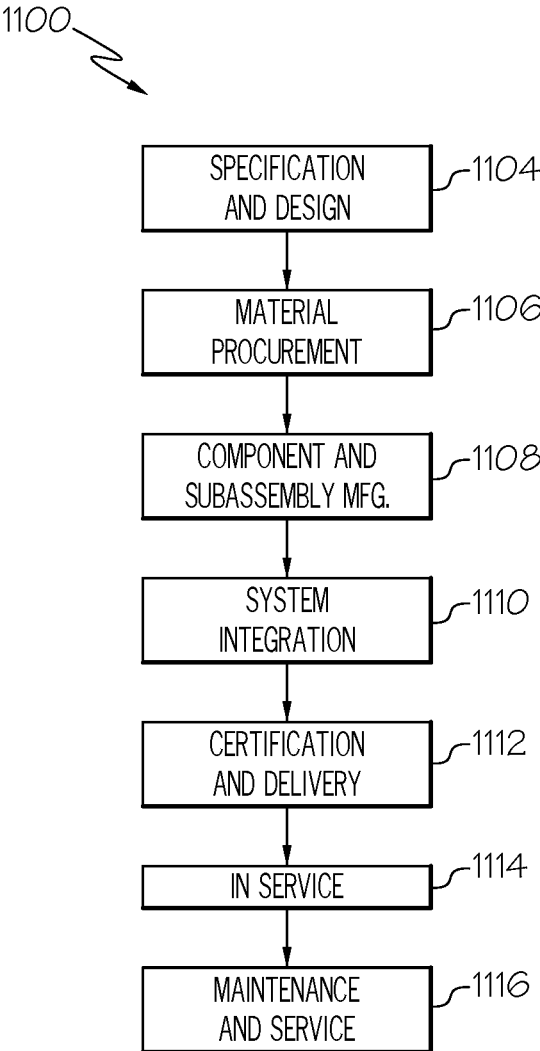 1100
SPECIFICATION
AND DESIGN
1104
MATERIAL
PROCUREMENT
1106
COMPONENT AND
SUBASSEMBLY MFG.
1108
SYSTEM
INTEGRATION
1110
CERTIFICATION
AND DELIVERY
1112
IN SERVICE
1114
MAINTENANCE
AND SERVICE
1116